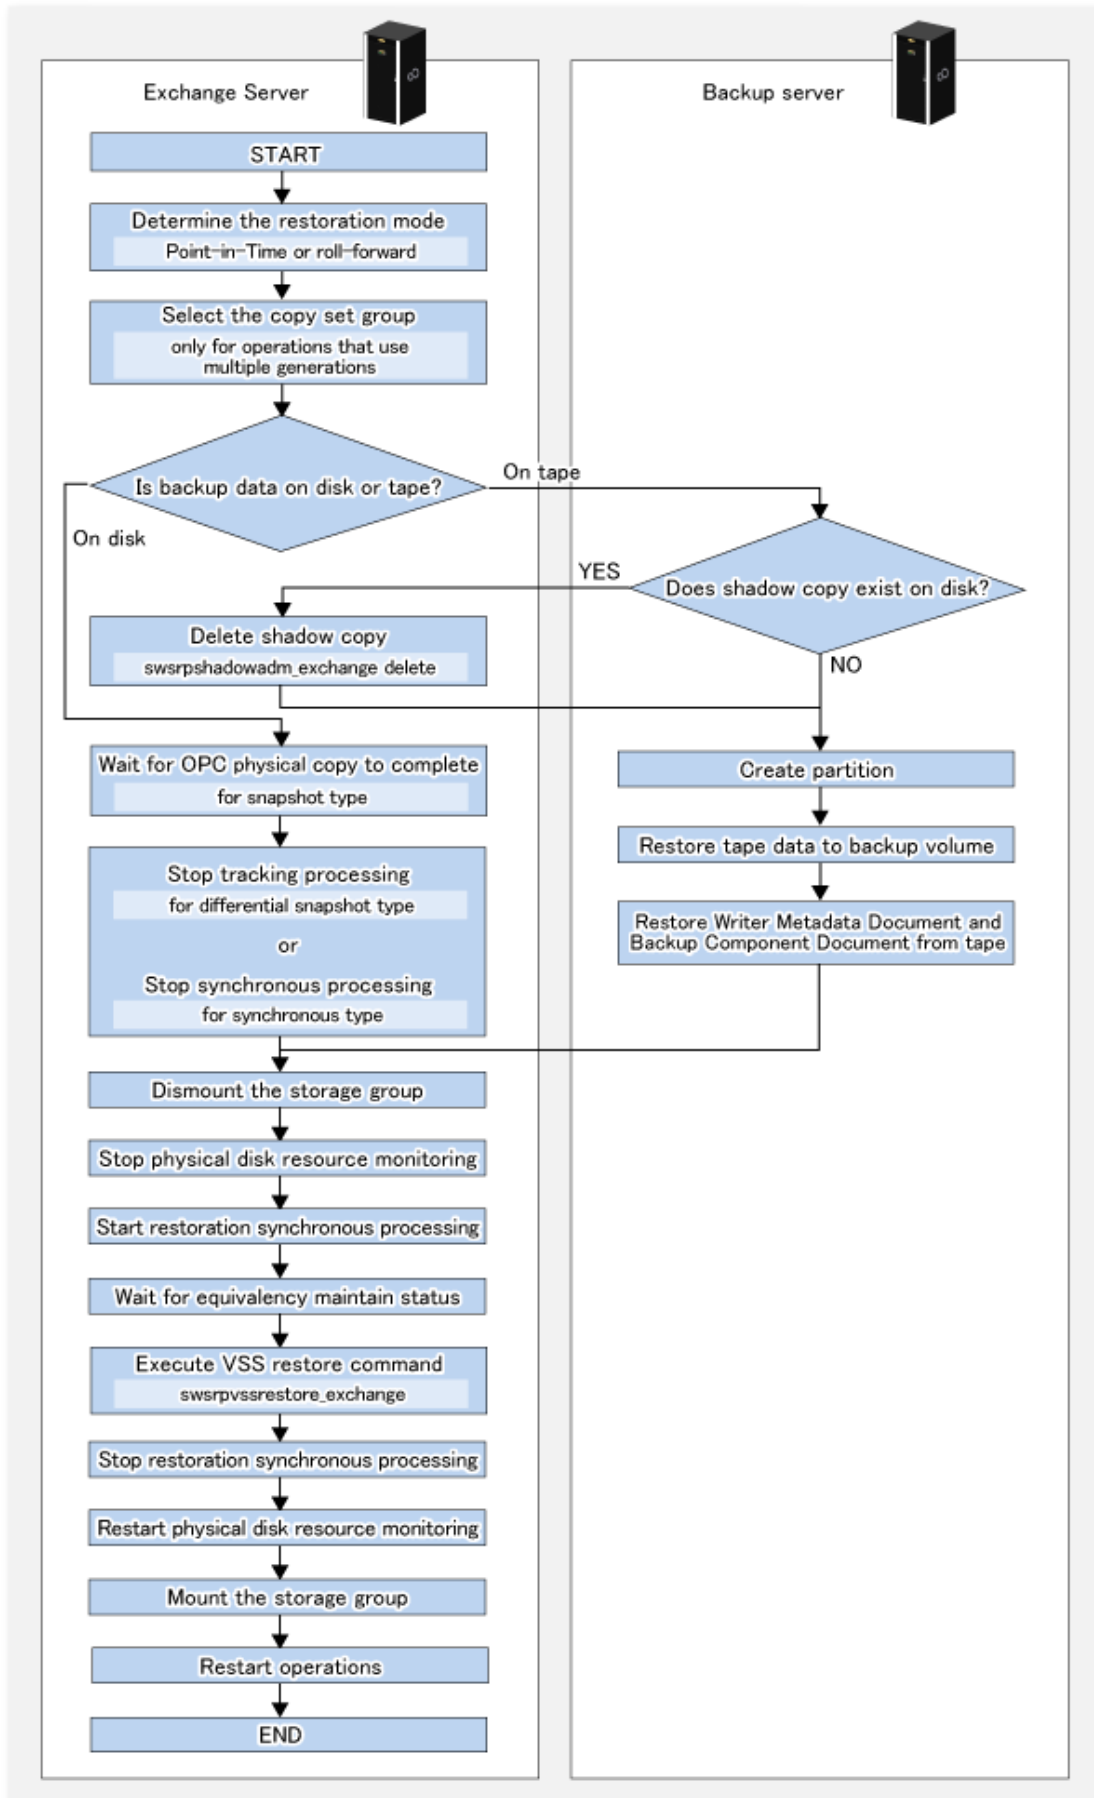 Exchange Server
Backup server
START
Determine the restoration mode
Point-in-Time or roll-forward
Select the copy set group
only for operations that use
multiple generations
Is backup data on disk or tape?
On tape
On disk
Does shadow copy exist on disk?
YES
NO
Delete shadow copy
swsrpshadowadm_exchange delete
Wait for OPC physical copy to complete
for snapshot type
Create partition
Restore tape data to backup volume
Stop tracking processing
for differential snapshot type
or
Stop synchronous processing
for synchronous type
Restore Writer Metadata Document and
Backup Component Document from tape
Dismount the storage group
Stop physical disk resource monitoring
Start restoration synchronous processing
Wait for equivalency maintain status
Execute VSS restore command
swsrpvssrestore_exchange
Stop restoration synchronous processing
Restart physical disk resource monitoring
Mount the storage group
Restart operations
END